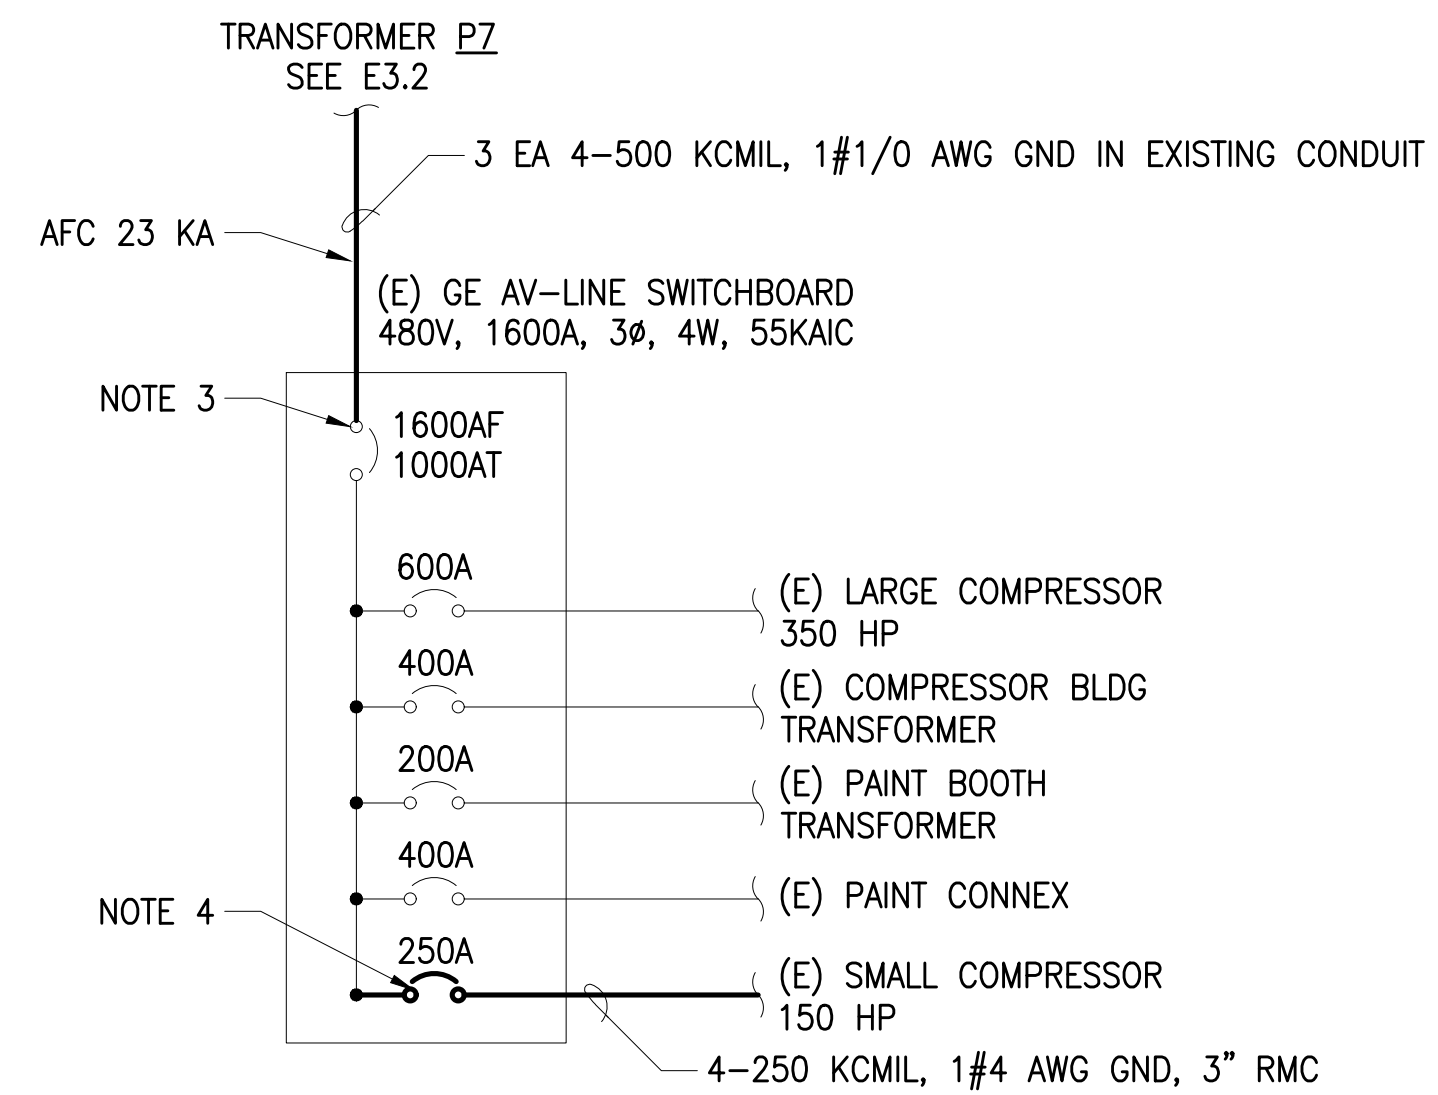 TRANSFORMER P7
SEE E3.2
3 EA 4-500 KCMIL, 1#1/0 AWG GND IN EXISTING CONDUIT
AFC 23 KA
(E) GE AV-LINE SWITCHBOARD
480V, 1600A, 3ø, 4W, 55KAIC
NOTE 3
1600AF
1000AT
600A
(E) LARGE COMPRESSOR
350 HP
400A
(E) COMPRESSOR BLDG
TRANSFORMER
200A
(E) PAINT BOOTH
TRANSFORMER
400A
(E) PAINT CONNEX
NOTE 4
250A
(E) SMALL COMPRESSOR
150 HP
4-250 KCMIL, 1#4 AWG GND, 3" RMC